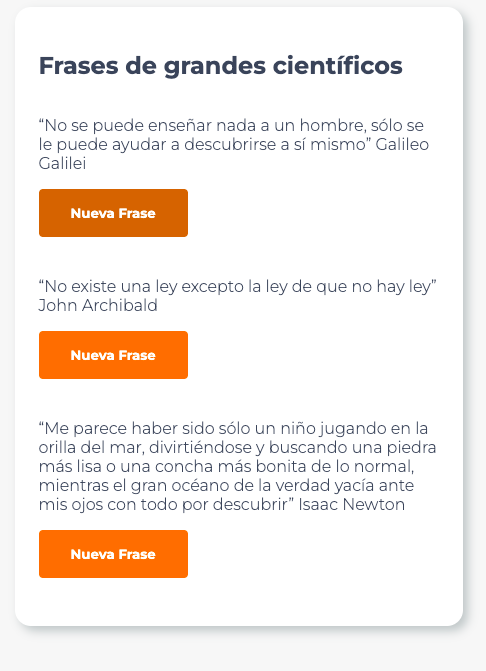 Frases de grandes científicos
“No se puede enseñar nada a un hombre, sólo se
le puede ayudar a descubrirse a sí mismo” Galileo
Galilei
Nueva Frase
“No existe una ley excepto la ley de que no hay ley”
John Archibald
Nueva Frase
“Me parece haber sido sólo un niño jugando en la
orilla del mar, divirtiéndose y buscando una piedra
más lisa o una concha más bonita de lo normal,
mientras el gran océano de la verdad yacía ante
mis ojos con todo por descubrir” Isaac Newton
Nueva Frase